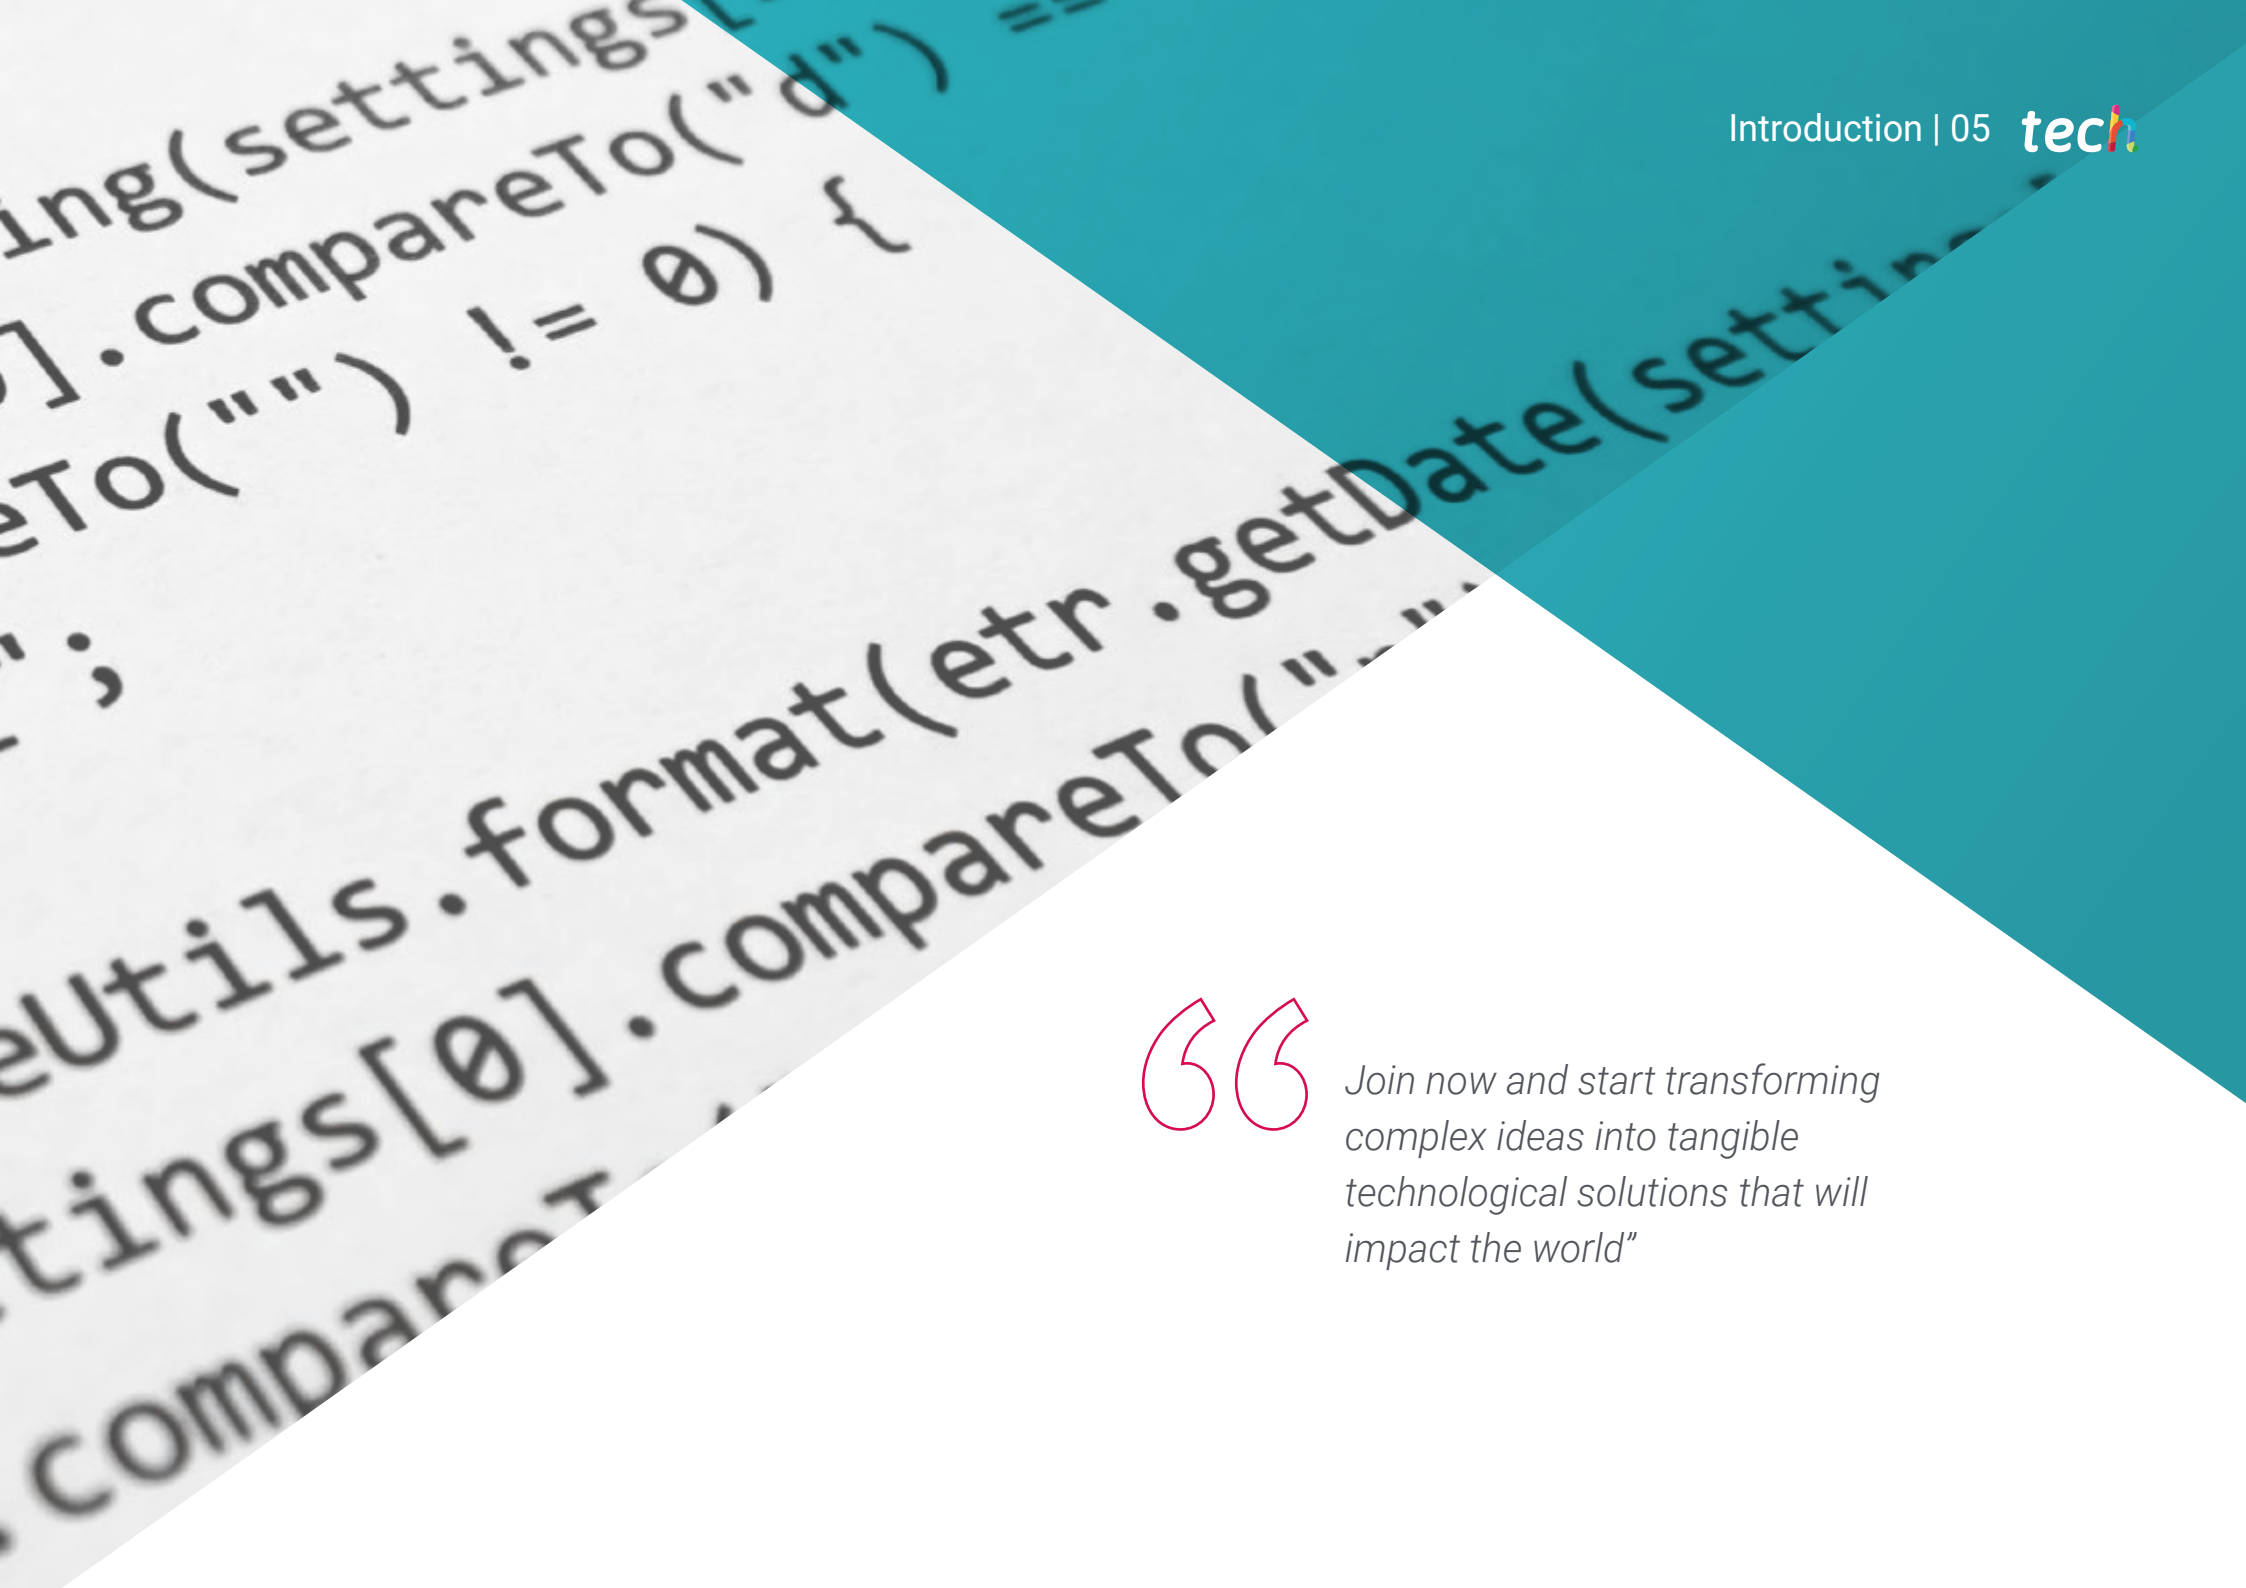 Introduction | 05 tech
ing(settings[
].compareTo("d") ==
eTo("") != 0) {
";
eUtils.format(etr.getDate(settin
tings[0].compareTo("
.compareT
Join now and start transforming
complex ideas into tangible
technological solutions that will
impact the world”